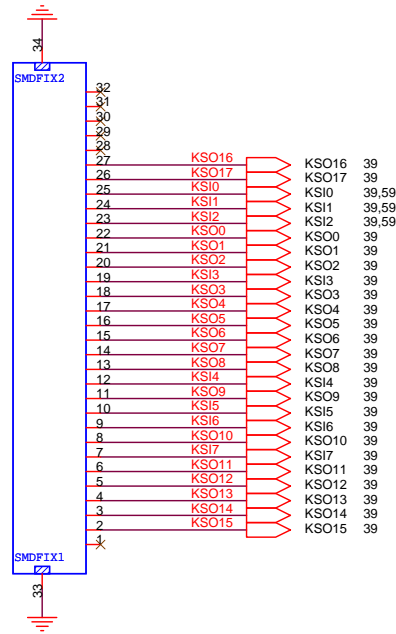 34
SMDFIX2
32
31
30
29
28
27 KSO16 KSO16 39
26 KSO17 KSO17 39
25 KSI0 KSI0 39,59
24 KSI1 KSI1 39,59
23 KSI2 KSI2 39,59
22 KSO0 KSO0 39
21 KSO1 KSO1 39
20 KSO2 KSO2 39
19 KSI3 KSI3 39
18 KSO3 KSO3 39
17 KSO4 KSO4 39
16 KSO5 KSO5 39
15 KSO6 KSO6 39
14 KSO7 KSO7 39
13 KSO8 KSO8 39
12 KSI4 KSI4 39
11 KSO9 KSO9 39
10 KSI5 KSI5 39
9 KSI6 KSI6 39
8 KSO10 KSO10 39
7 KSI7 KSI7 39
6 KSO11 KSO11 39
5 KSO12 KSO12 39
4 KSO13 KSO13 39
3 KSO14 KSO14 39
2 KSO15 KSO15 39
1
SMDFIX1
33